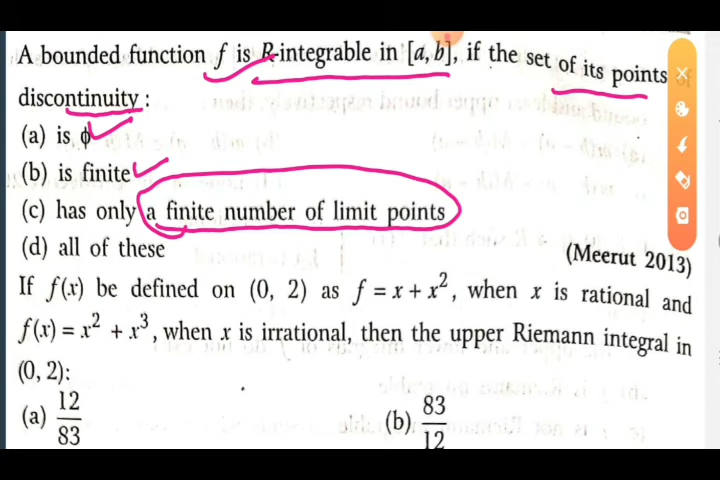 A bounded function f is R-integrable in [a, b], if the set of its points
discontinuity :
(a) is ϕ
(b) is finite
(c) has only a finite number of limit points
(d) all of these
(Meerut 2013)
If f(x) be defined on (0, 2) as f = x + x², when x is rational and
f(x) = x² + x³, when x is irrational, then the upper Riemann integral in
(0, 2):
(a) 12/83
(b) 83/12